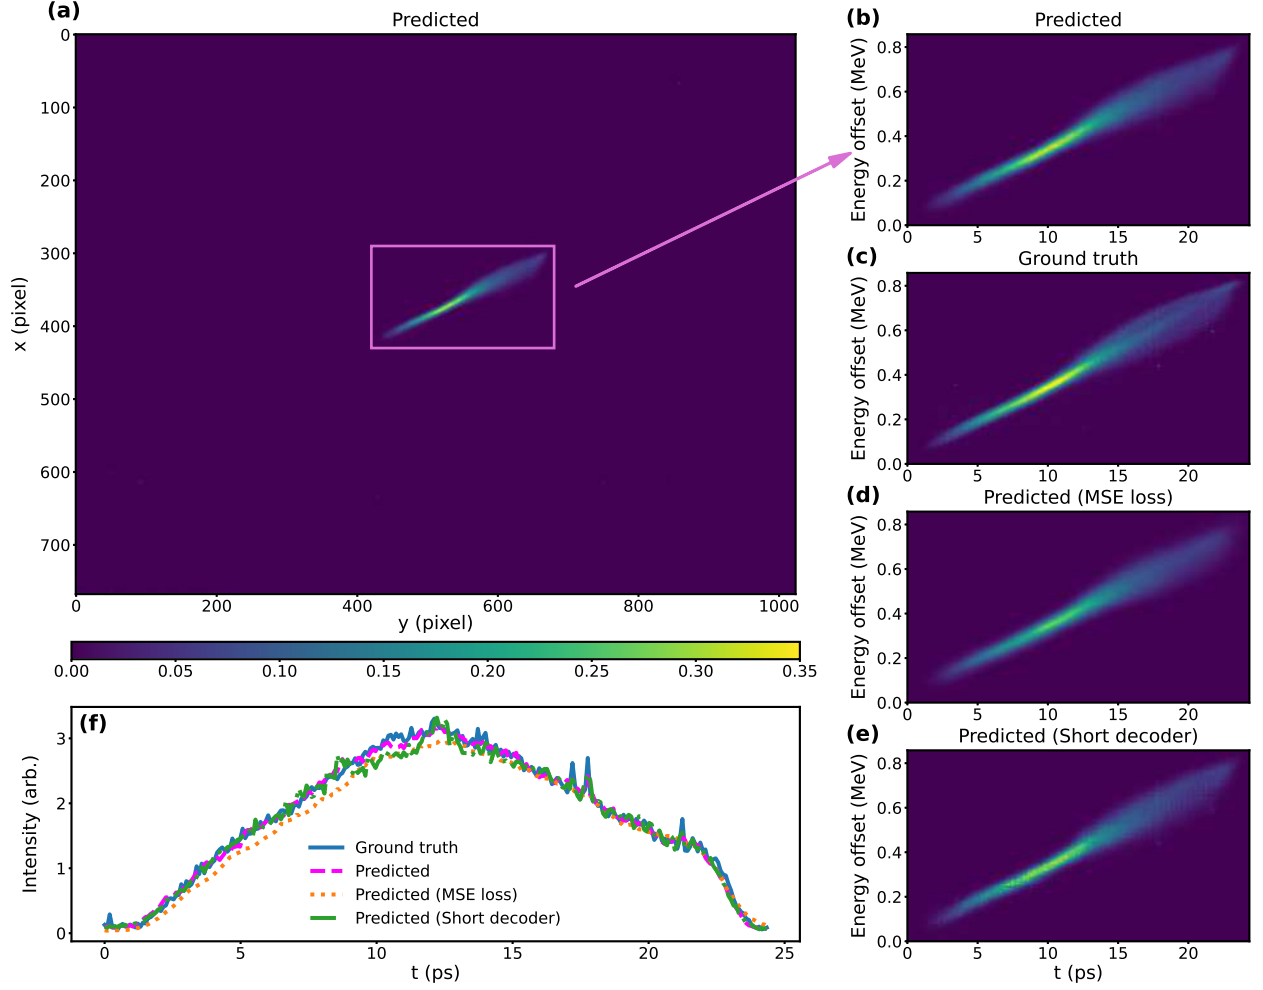 (a)
Predicted
0
100
200
300
400
500
600
700
x (pixel)
0 200 400 600 800 1000
y (pixel)
0.00 0.05 0.10 0.15 0.20 0.25 0.30 0.35
(b)
Predicted
Energy offset (MeV)
0.8
0.6
0.4
0.2
0.0
0 5 10 15 20
(c)
Ground truth
Energy offset (MeV)
0.8
0.6
0.4
0.2
0.0
0 5 10 15 20
(d)
Predicted (MSE loss)
Energy offset (MeV)
0.8
0.6
0.4
0.2
0.0
0 5 10 15 20
(e)
Predicted (Short decoder)
Energy offset (MeV)
0.8
0.6
0.4
0.2
0.0
0 5 10 15 20
t (ps)
(f)
Intensity (arb.)
3
2
1
0
Ground truth
Predicted
Predicted (MSE loss)
Predicted (Short decoder)
0 5 10 15 20 25
t (ps)